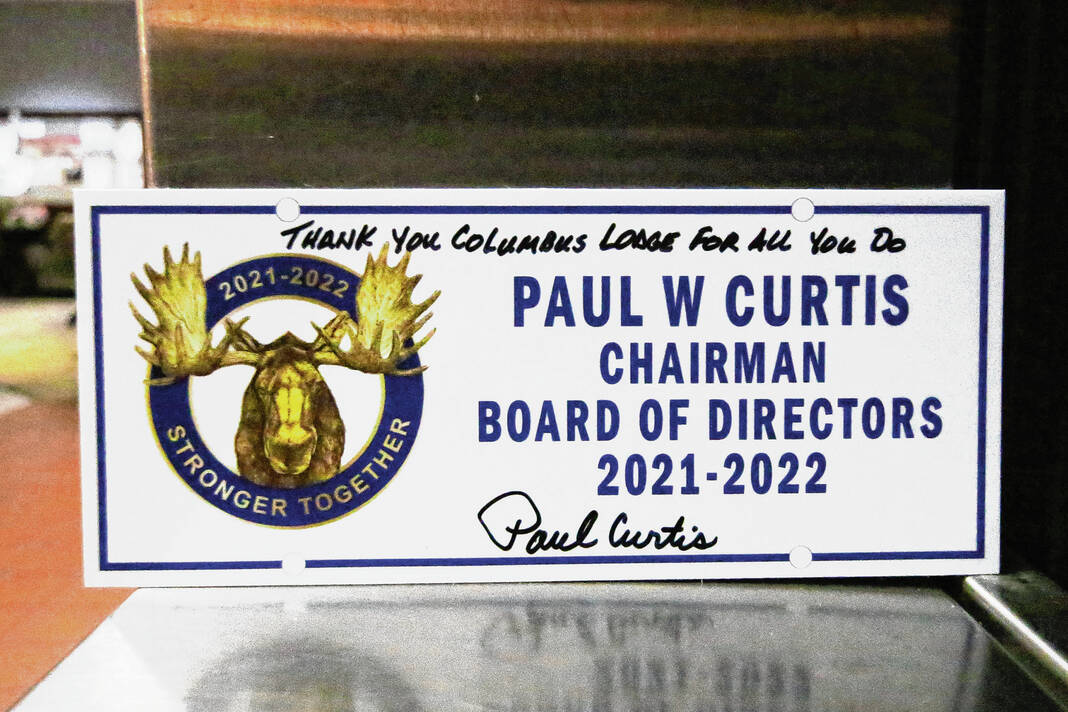 THANK YOU COLUMBUS LODGE FOR ALL YOU DO
2021-2022
STRONGER TOGETHER
PAUL W CURTIS
CHAIRMAN
BOARD OF DIRECTORS
2021-2022
Paul Curtis